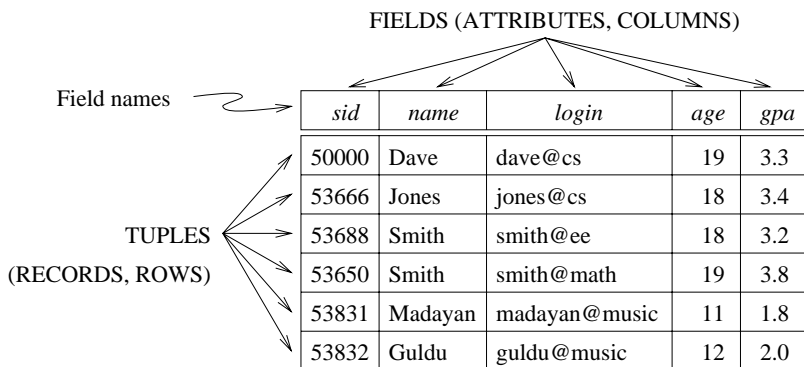 FIELDS (ATTRIBUTES, COLUMNS)
Field names
sid name login age gpa
50000 Dave dave@cs 19 3.3
53666 Jones jones@cs 18 3.4
TUPLES
(RECORDS, ROWS)
53688 Smith smith@ee 18 3.2
53650 Smith smith@math 19 3.8
53831 Madayan madayan@music 11 1.8
53832 Guldu guldu@music 12 2.0